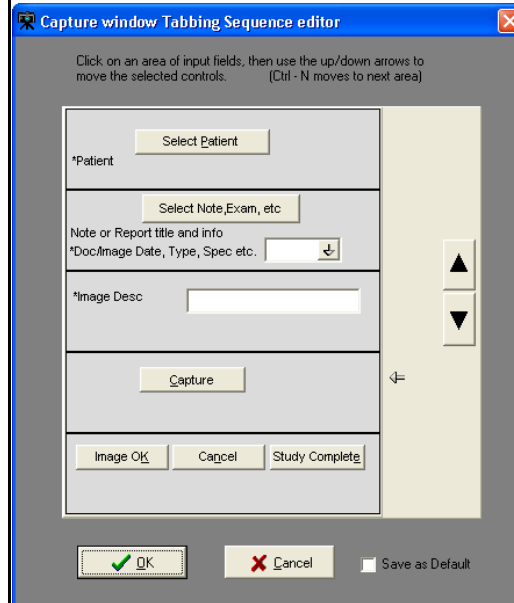 Capture window Tabbing Sequence editor
Click on an area of input fields, then use the up/down arrows to
move the selected controls. (Ctrl - N moves to next area)
Select Patient
*Patient
Select Note,Exam, etc
Note or Report title and info
*Doc/Image Date, Type, Spec etc.
*Image Desc
Capture
Image OK Cancel Study Complete
OK Cancel Save as Default